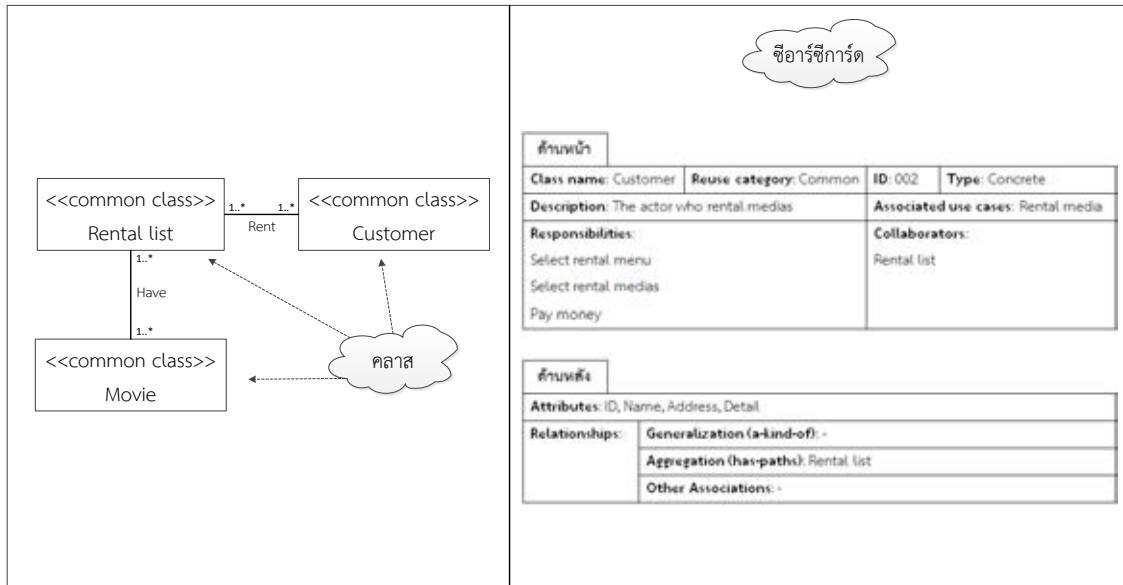 <<common class>>
Rental list
1..*
1..*
Rent
<<common class>>
Customer
1..*
Have
1..*
<<common class>>
Movie
คลาส
ซีอาร์ซีการ์ด
ด้านหน้า
Class name: Customer Reuse category: Common ID: 002 Type: Concrete
Description: The actor who rental medias Associated use cases: Rental media
Responsibilities: Collaborators:
Select rental menu Rental list
Select rental medias
Pay money
ด้านหลัง
Attributes: ID, Name, Address, Detail
Relationships: Generalization (a-kind-of): -
Aggregation (has-paths): Rental list
Other Associations: -